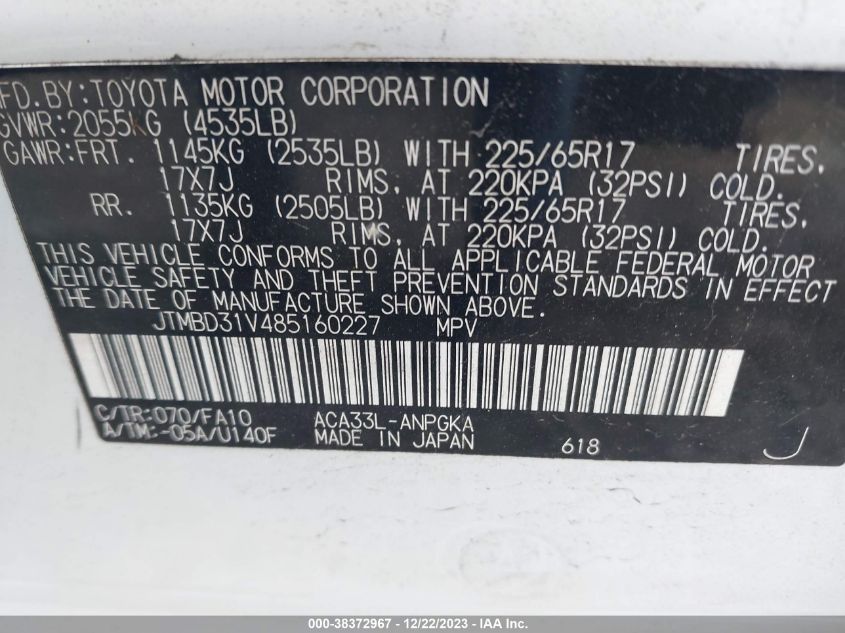 MFD.BY:TOYOTA MOTOR CORPORATION
GVWR:2055KG (4535LB)
GAWR:FRT. 1145KG (2535LB) WITH 225/65R17 TIRES,
17X7J RIMS, AT 220KPA (32PSI) COLD.
RR. 1135KG (2505LB) WITH 225/65R17 TIRES,
17X7J RIMS, AT 220KPA (32PSI) COLD.
THIS VEHICLE CONFORMS TO ALL APPLICABLE FEDERAL MOTOR
VEHICLE SAFETY AND THEFT PREVENTION STANDARDS IN EFFECT
THE DATE OF MANUFACTURE SHOWN ABOVE.
JTMBD31V485160227 MPV
C/TR:070/FA10 ACA33L-ANPGKA
A/TM:-05A/U140F MADE IN JAPAN 618 J
000-38372967 - 12/22/2023 - IAA Inc.